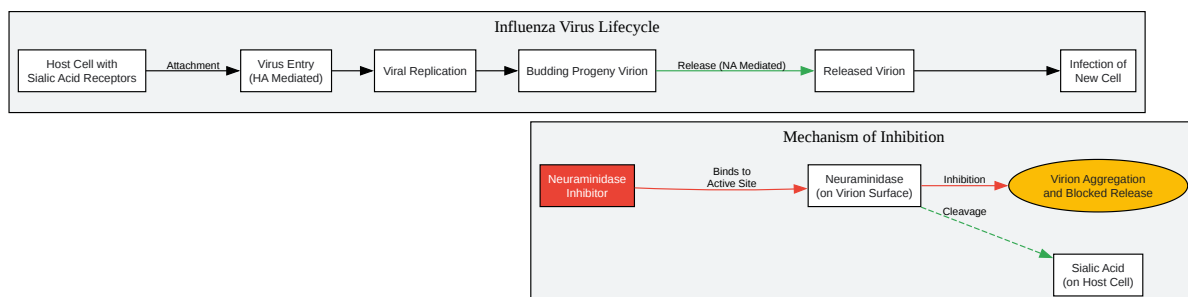 Influenza Virus Lifecycle
Host Cell with
Sialic Acid Receptors
Attachment
Virus Entry
(HA Mediated)
Viral Replication
Budding Progeny Virion
Release (NA Mediated)
Released Virion
Infection of
New Cell
Mechanism of Inhibition
Neuraminidase
Inhibitor
Binds to
Active Site
Neuraminidase
(on Virion Surface)
Inhibition
Virion Aggregation
and Blocked Release
Cleavage
Sialic Acid
(on Host Cell)